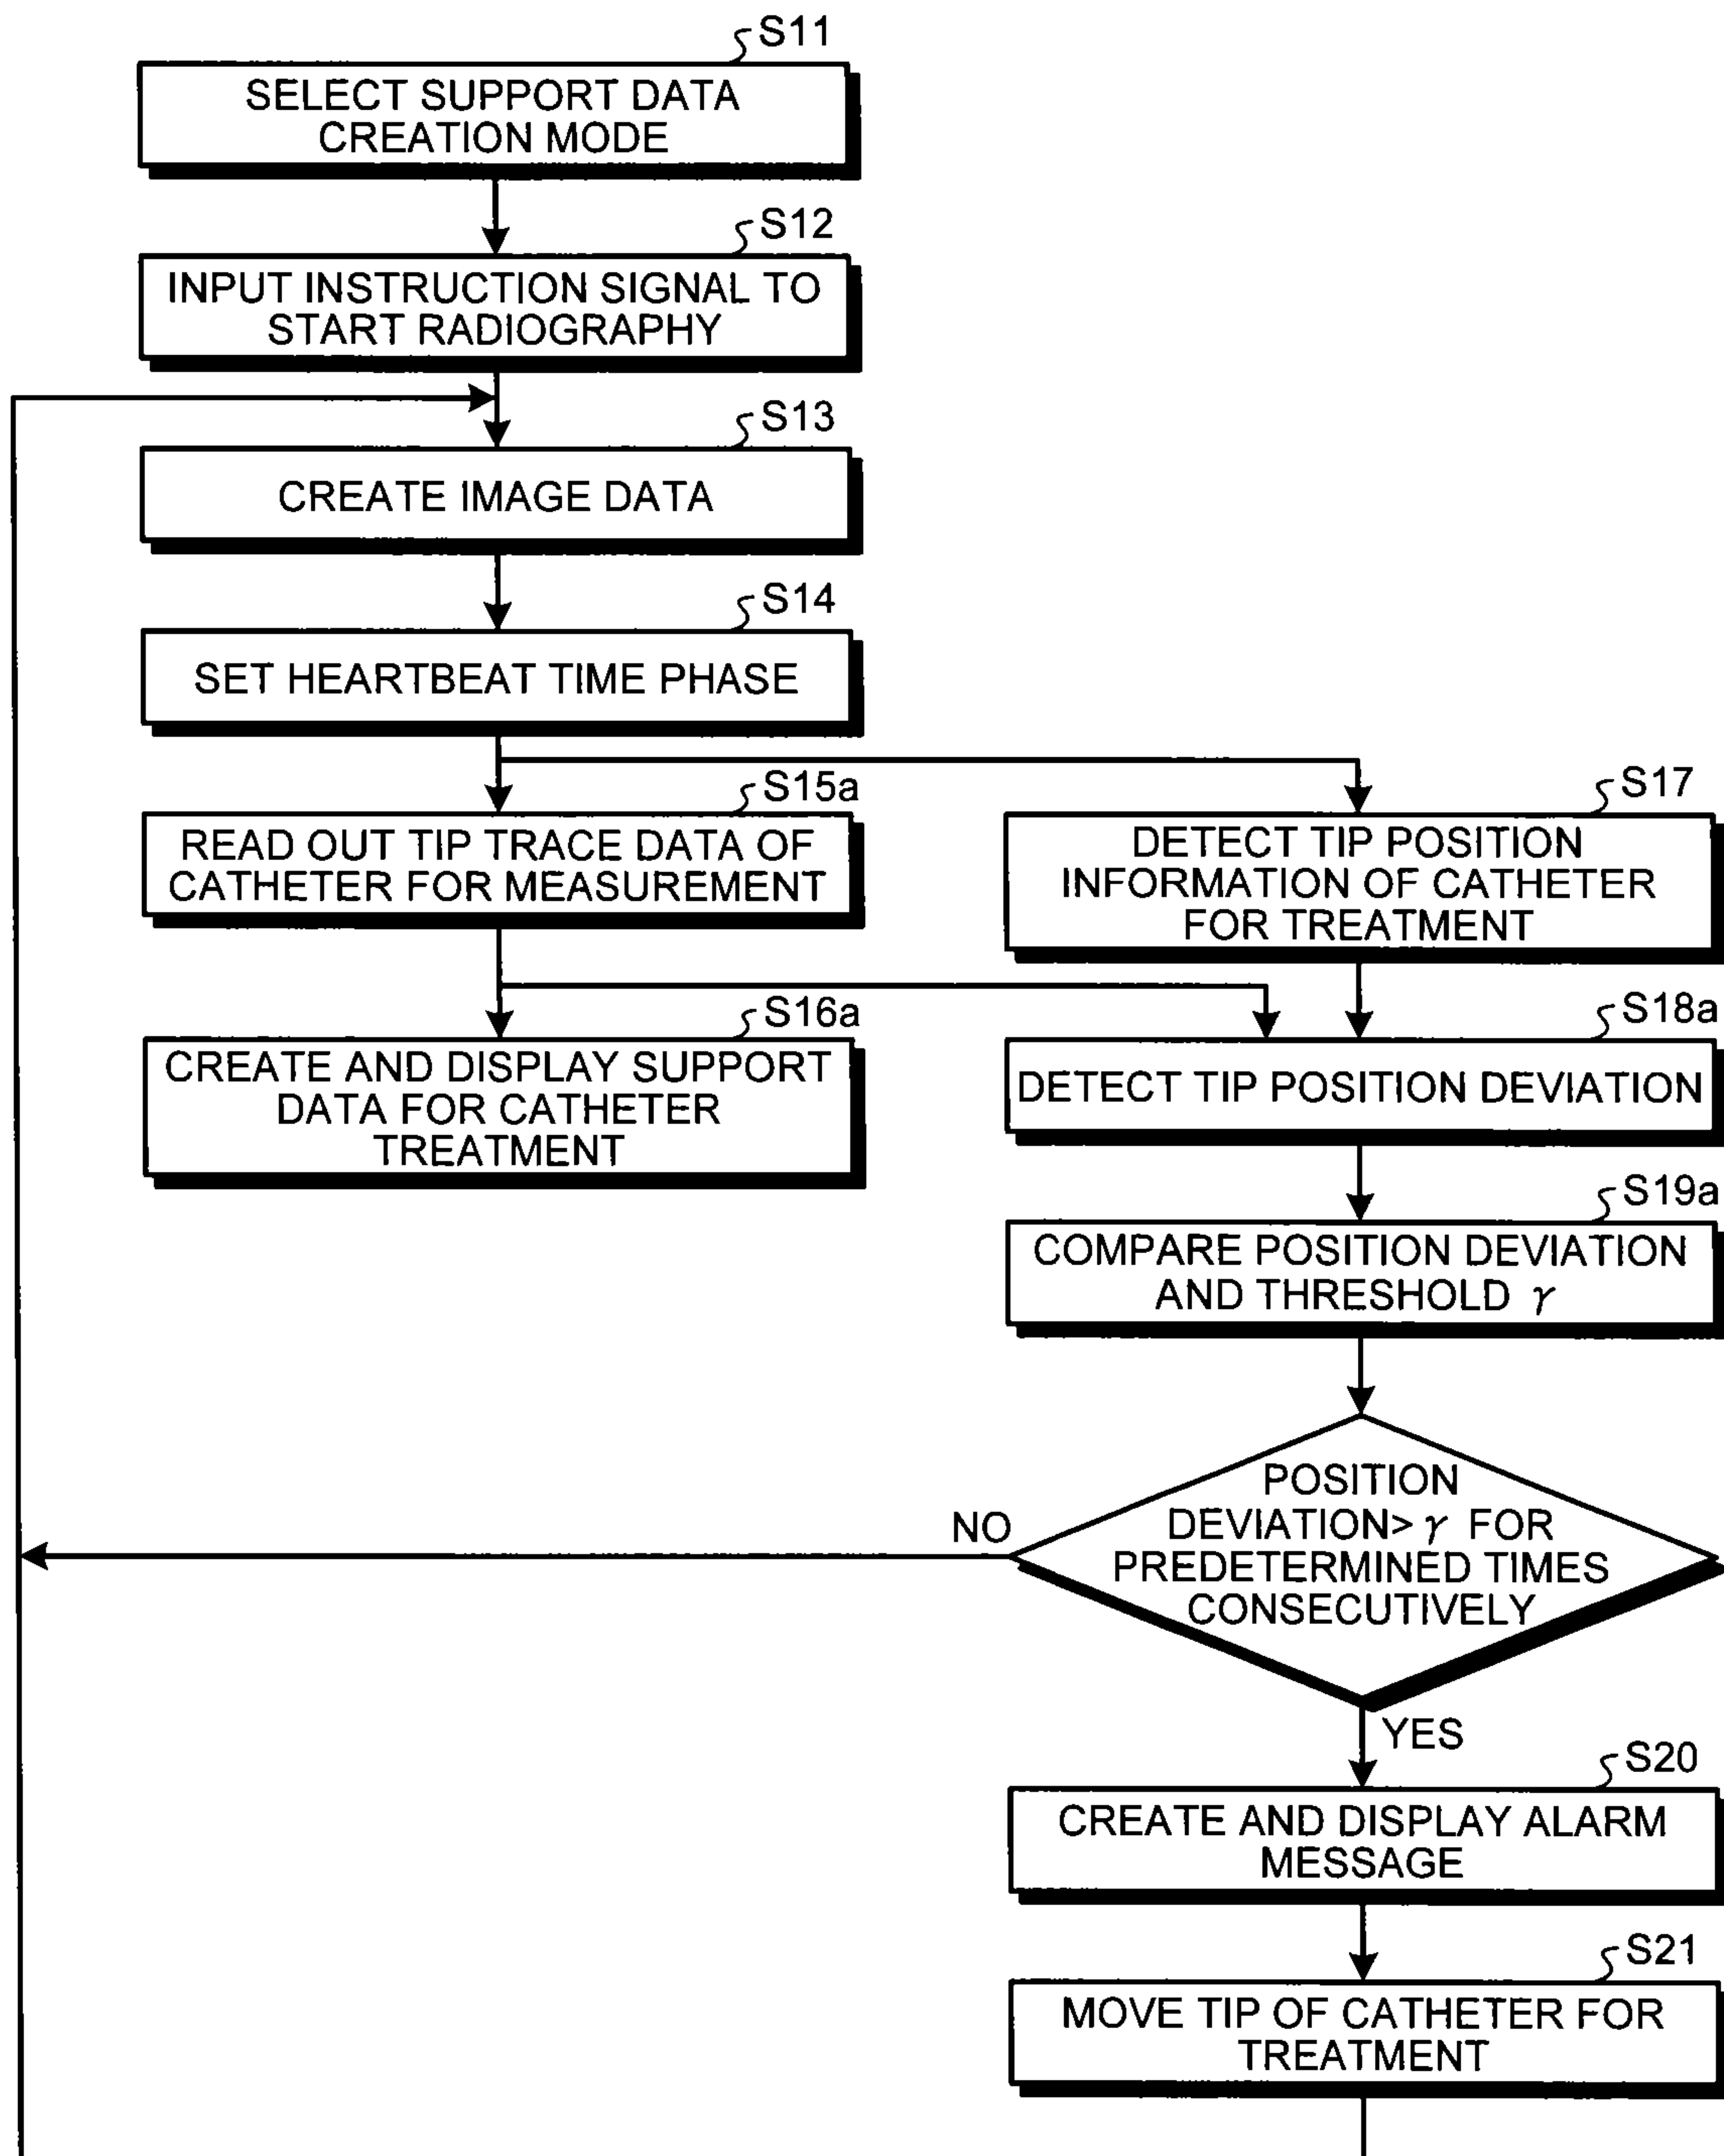 S11
SELECT SUPPORT DATA
CREATION MODE
S12
INPUT INSTRUCTION SIGNAL TO
START RADIOGRAPHY
S13
CREATE IMAGE DATA
S14
SET HEARTBEAT TIME PHASE
S15a
READ OUT TIP TRACE DATA OF
CATHETER FOR MEASUREMENT
S17
DETECT TIP POSITION
INFORMATION OF CATHETER
FOR TREATMENT
S16a
CREATE AND DISPLAY SUPPORT
DATA FOR CATHETER
TREATMENT
S18a
DETECT TIP POSITION DEVIATION
S19a
COMPARE POSITION DEVIATION
AND THRESHOLD γ
POSITION
DEVIATION> γ FOR
PREDETERMINED TIMES
CONSECUTIVELY
NO
YES
S20
CREATE AND DISPLAY ALARM
MESSAGE
S21
MOVE TIP OF CATHETER FOR
TREATMENT